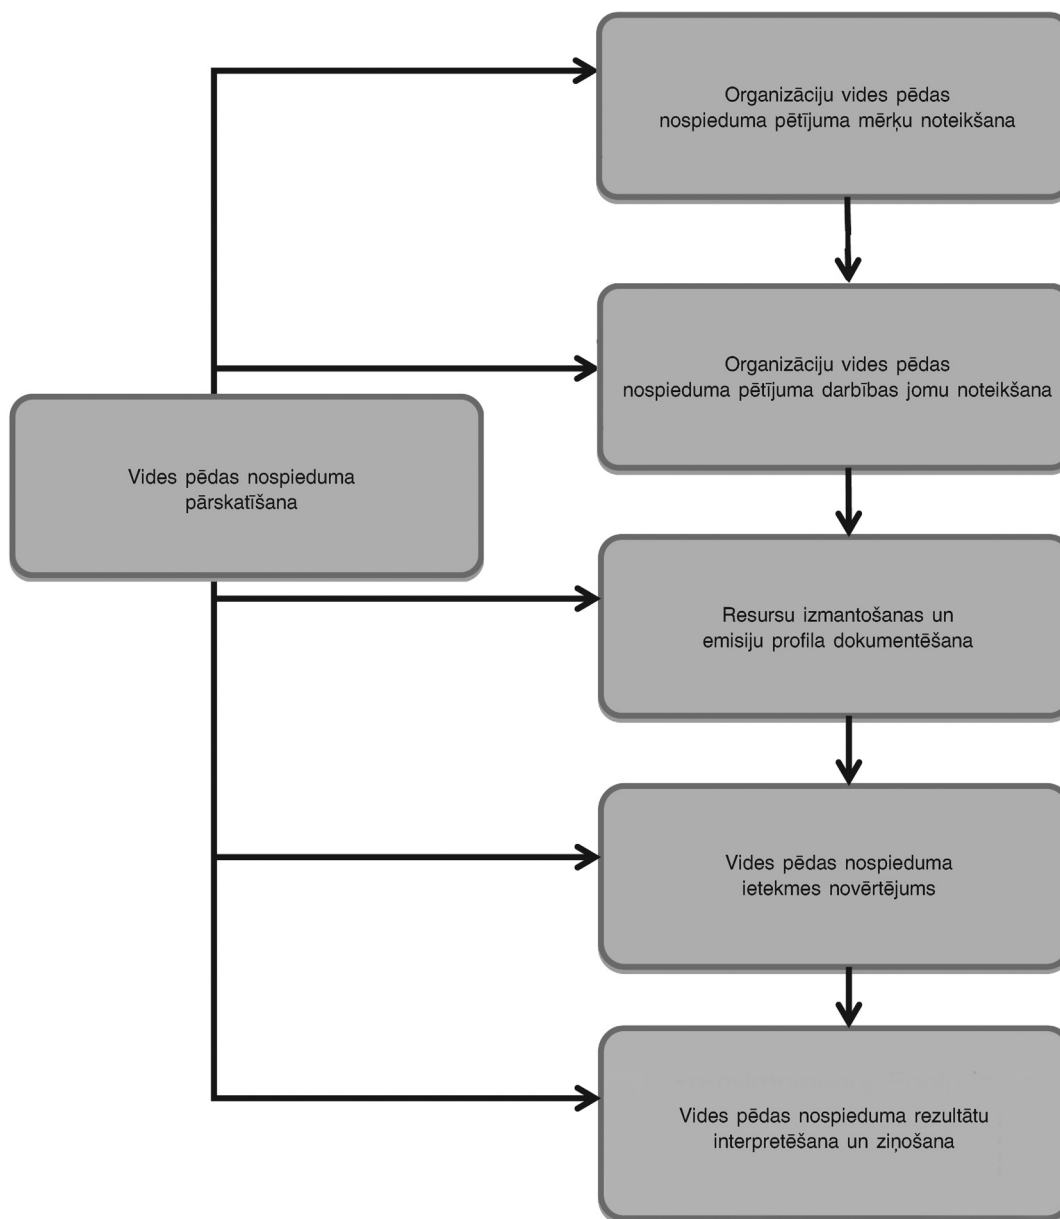 Organizāciju vides pēdas
nospieduma pētījuma mērķu noteikšana
Organizāciju vides pēdas
nospieduma pētījuma darbības jomu noteikšana
Vides pēdas nospieduma
pārskatīšana
Resursu izmantošanas un
emisiju profila dokumentēšana
Vides pēdas nospieduma
ietekmes novērtējums
Vides pēdas nospieduma rezultātu
interpretēšana un ziņošana